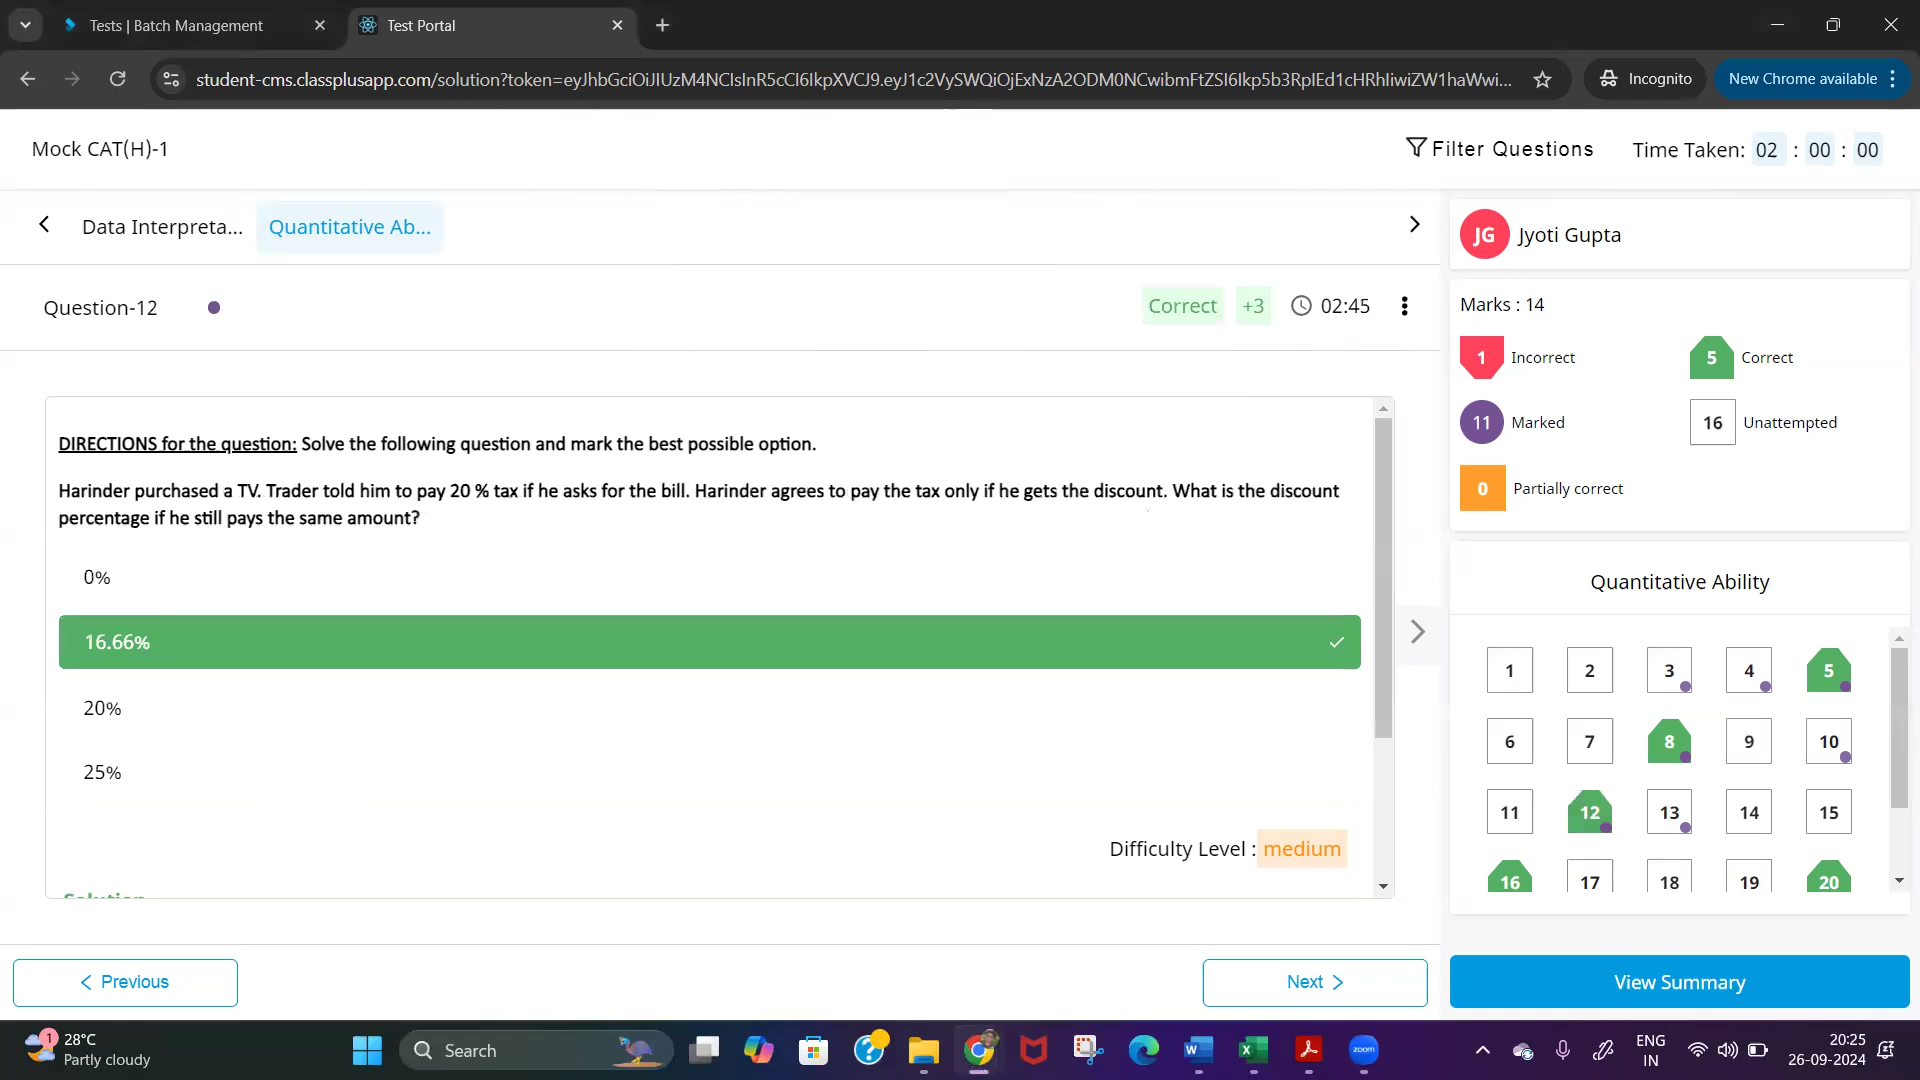 Tests | Batch Management
Test Portal
student-cms.classplusapp.com/solution?token=eyJhbGciOiJIUzM4NCIsInR5cCI6IkpXVCJ9.eyJ1c2VySWQiOjExNzA2ODM0NCwibmFtZSI6Ikp5b3RpIEd1cHRhIiwiZW1haWwi...
Incognito
New Chrome available
Mock CAT(H)-1
Filter Questions
Time Taken: 02 : 00 : 00
Data Interpreta...
Quantitative Ab...
JG
Jyoti Gupta
Question-12
Correct
+3
02:45
Marks : 14
1 Incorrect
5 Correct
11 Marked
16 Unattempted
0 Partially correct
DIRECTIONS for the question: Solve the following question and mark the best possible option.
Harinder purchased a TV. Trader told him to pay 20 % tax if he asks for the bill. Harinder agrees to pay the tax only if he gets the discount. What is the discount
percentage if he still pays the same amount?
0%
16.66%
20%
25%
Difficulty Level : medium
Solution
Quantitative Ability
1 2 3 4 5
6 7 8 9 10
11 12 13 14 15
16 17 18 19 20
Previous
Next
View Summary
1
28°C
Partly cloudy
Search
zoom
ENG
IN
20:25
26-09-2024